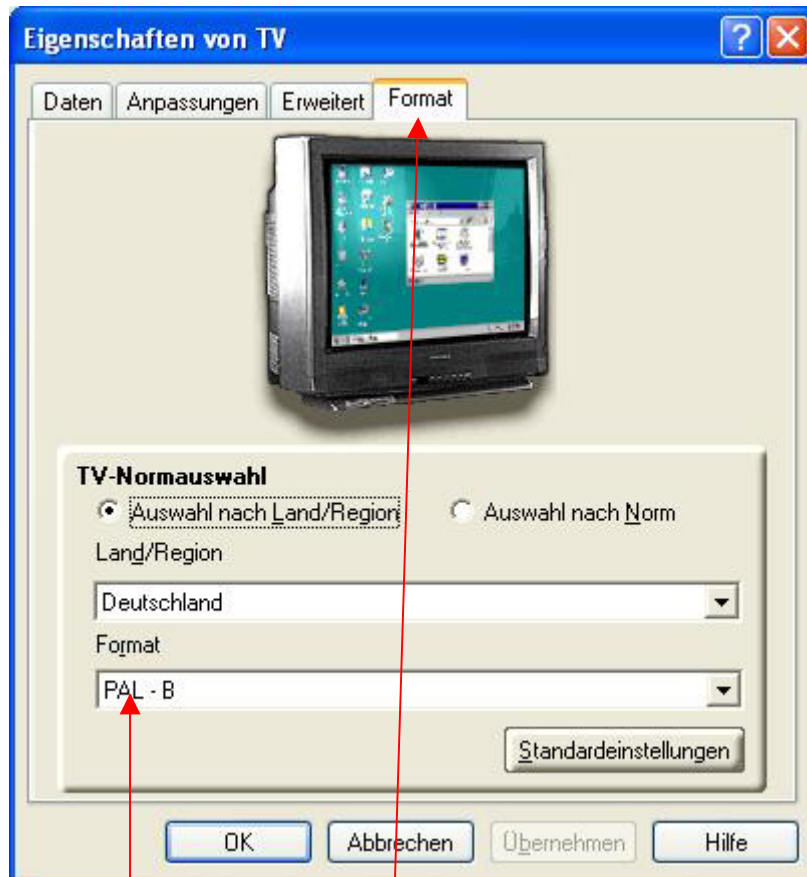 Eigenschaften von TV
Daten Anpassungen Erweitert Format
TV-Normauswahl
Auswahl nach Land/Region Auswahl nach Norm
Land/Region
Deutschland
Format
PAL - B
Standardeinstellungen
OK Abbrechen Übernehmen Hilfe